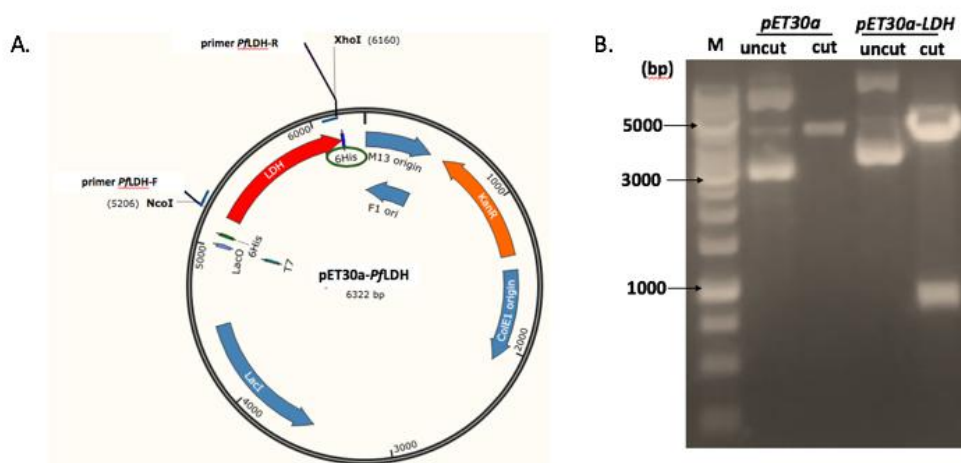 A.
primer PfLDH-R
XhoI (6160)
6000
LDH
6His
M13 origin
primer PfLDH-F
(5206) NcoI
F1 ori
KanR
1000
5000
LacO
6His
T7
pET30a-PfLDH
6322 bp
ColE1 origin
2000
LacI
4000
3000
B.
pET30a pET30a-LDH
M uncut cut uncut cut
(bp)
5000
3000
1000